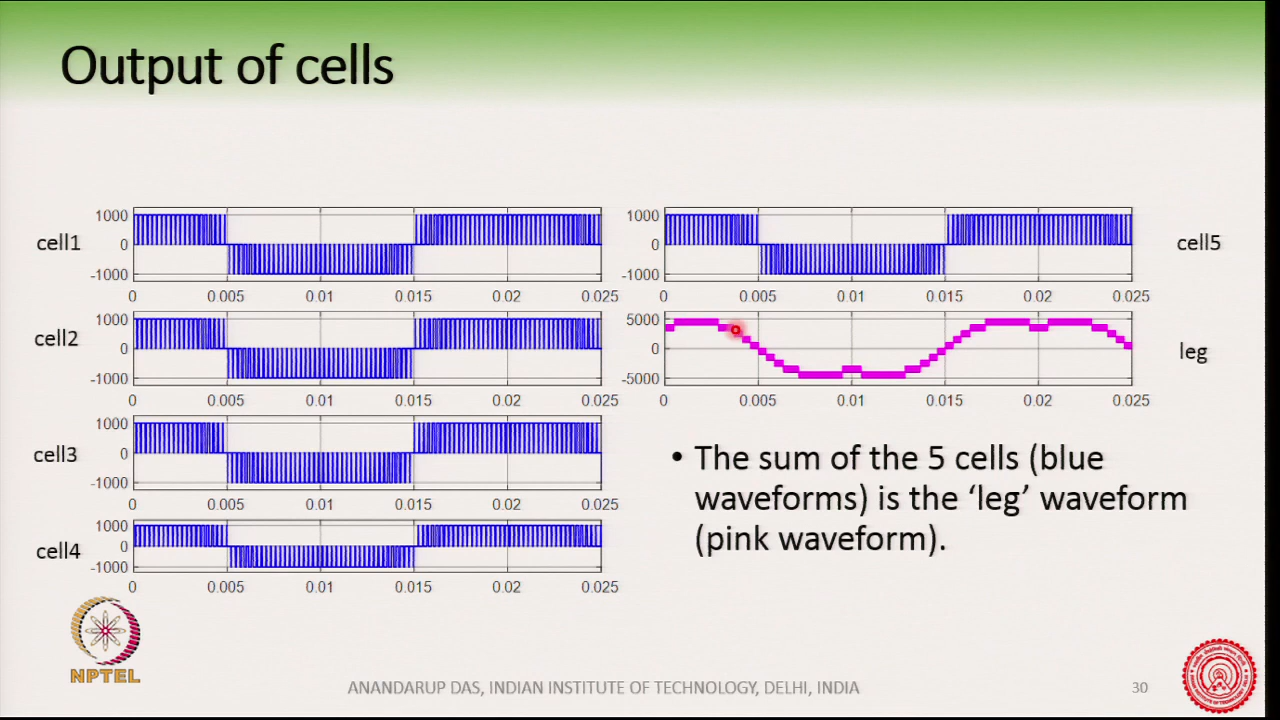 Output of cells
cell1
1000
0
-1000
0 0.005 0.01 0.015 0.02 0.025
cell2
1000
0
-1000
0 0.005 0.01 0.015 0.02 0.025
cell3
1000
0
-1000
0 0.005 0.01 0.015 0.02 0.025
cell4
1000
0
-1000
0 0.005 0.01 0.015 0.02 0.025
1000
0
-1000
cell5
0 0.005 0.01 0.015 0.02 0.025
5000
0
-5000
leg
0 0.005 0.01 0.015 0.02 0.025
• The sum of the 5 cells (blue
waveforms) is the ‘leg’ waveform
(pink waveform).
NPTEL
ANANDARUP DAS, INDIAN INSTITUTE OF TECHNOLOGY, DELHI, INDIA
30